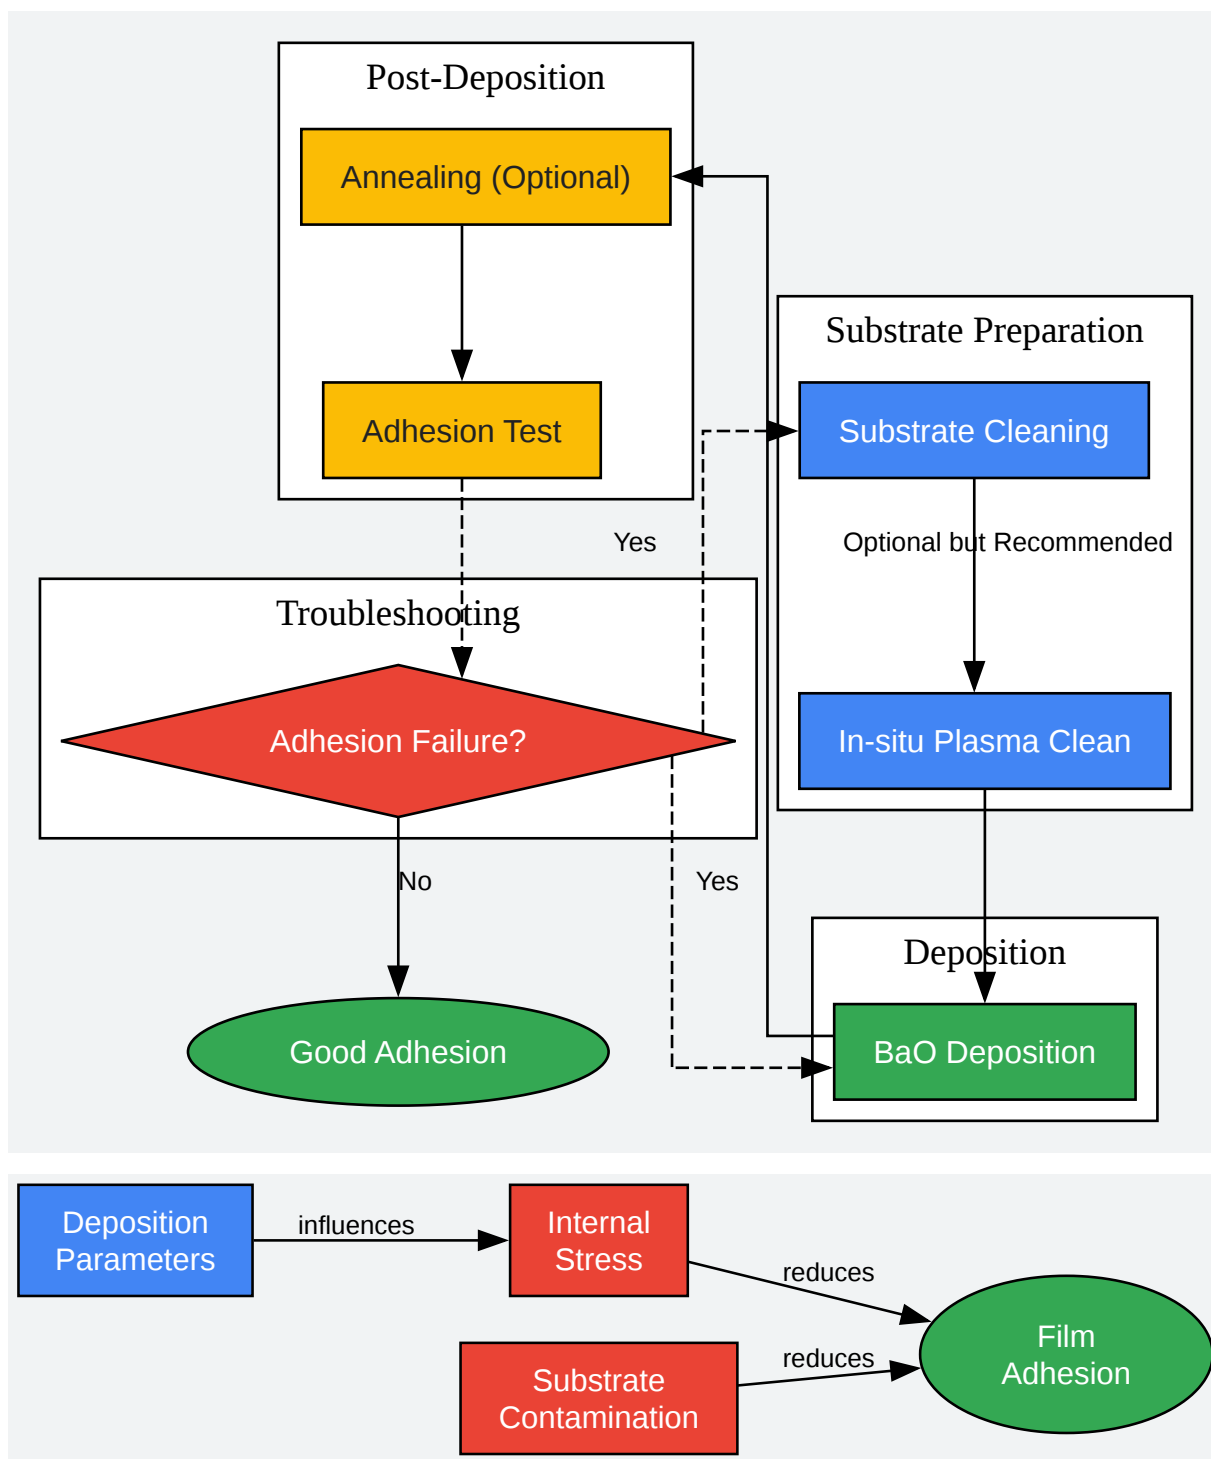 Post-Deposition
Annealing (Optional)
Substrate Preparation
Adhesion Test
Substrate Cleaning
Yes
Optional but Recommended
Troubleshooting
Adhesion Failure?
In-situ Plasma Clean
No
Yes
Deposition
Good Adhesion
BaO Deposition
Deposition
Parameters
influences
Internal
Stress
reduces
Film
Adhesion
reduces
Substrate
Contamination